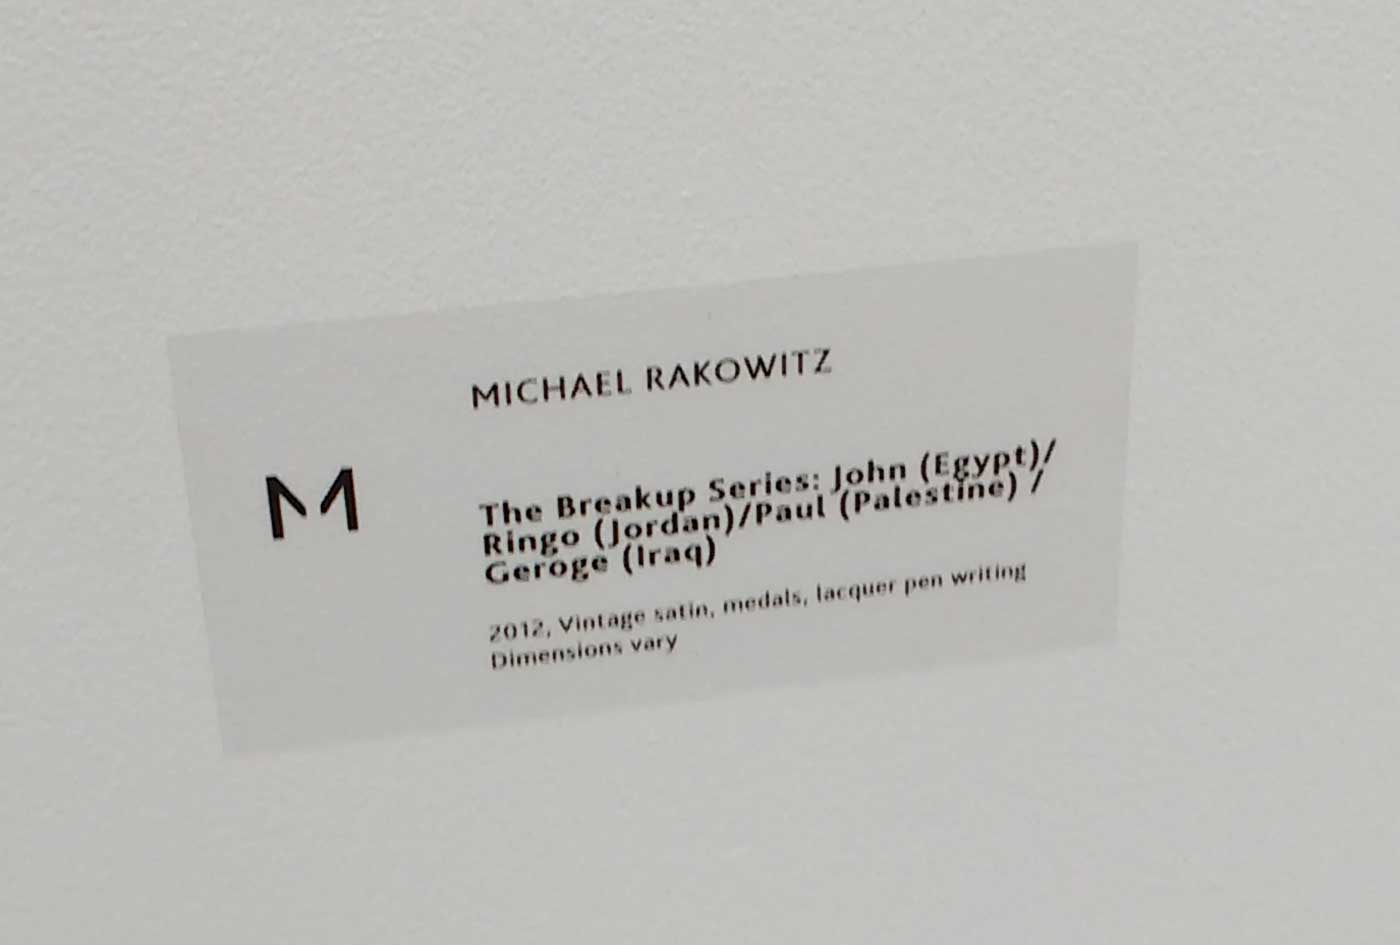 MICHAEL RAKOWITZ
M
The Breakup Series: John (Egypt)/
Ringo (Jordan)/Paul (Palestine) /
Geroge (Iraq)
2012, Vintage satin, medals, lacquer pen writing
Dimensions vary